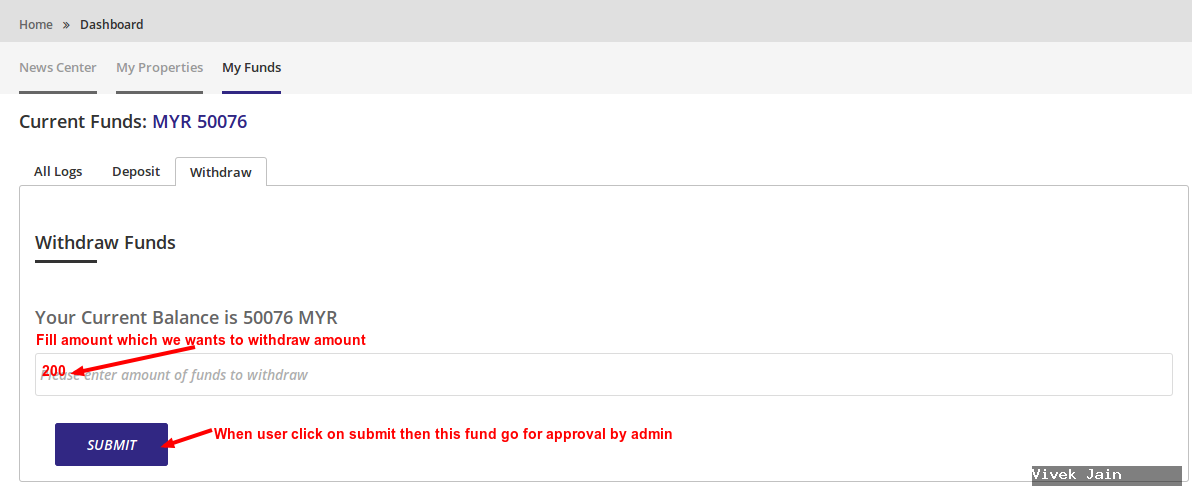 Home » Dashboard
News Center My Properties My Funds
Current Funds: MYR 50076
All Logs Deposit Withdraw
Withdraw Funds
Your Current Balance is 50076 MYR
Fill amount which we wants to withdraw amount
200
Please enter amount of funds to withdraw
SUBMIT
When user click on submit then this fund go for approval by admin
Vivek Jain